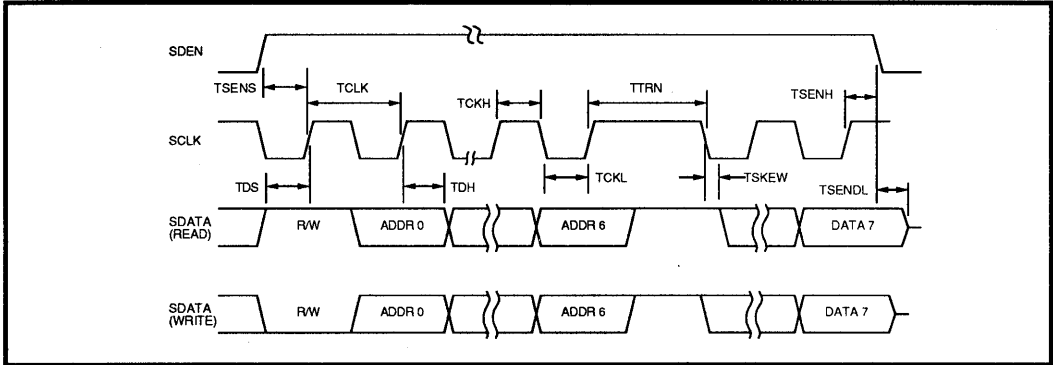 SDEN
TSENS
TCLK
TCKH
TTRN
TSENH
SCLK
TDS
TDH
TCKL
TSKEW
TSENDL
SDATA
(READ)
R/W
ADDR 0
ADDR 6
DATA 7
SDATA
(WRITE)
R/W
ADDR 0
ADDR 6
DATA 7